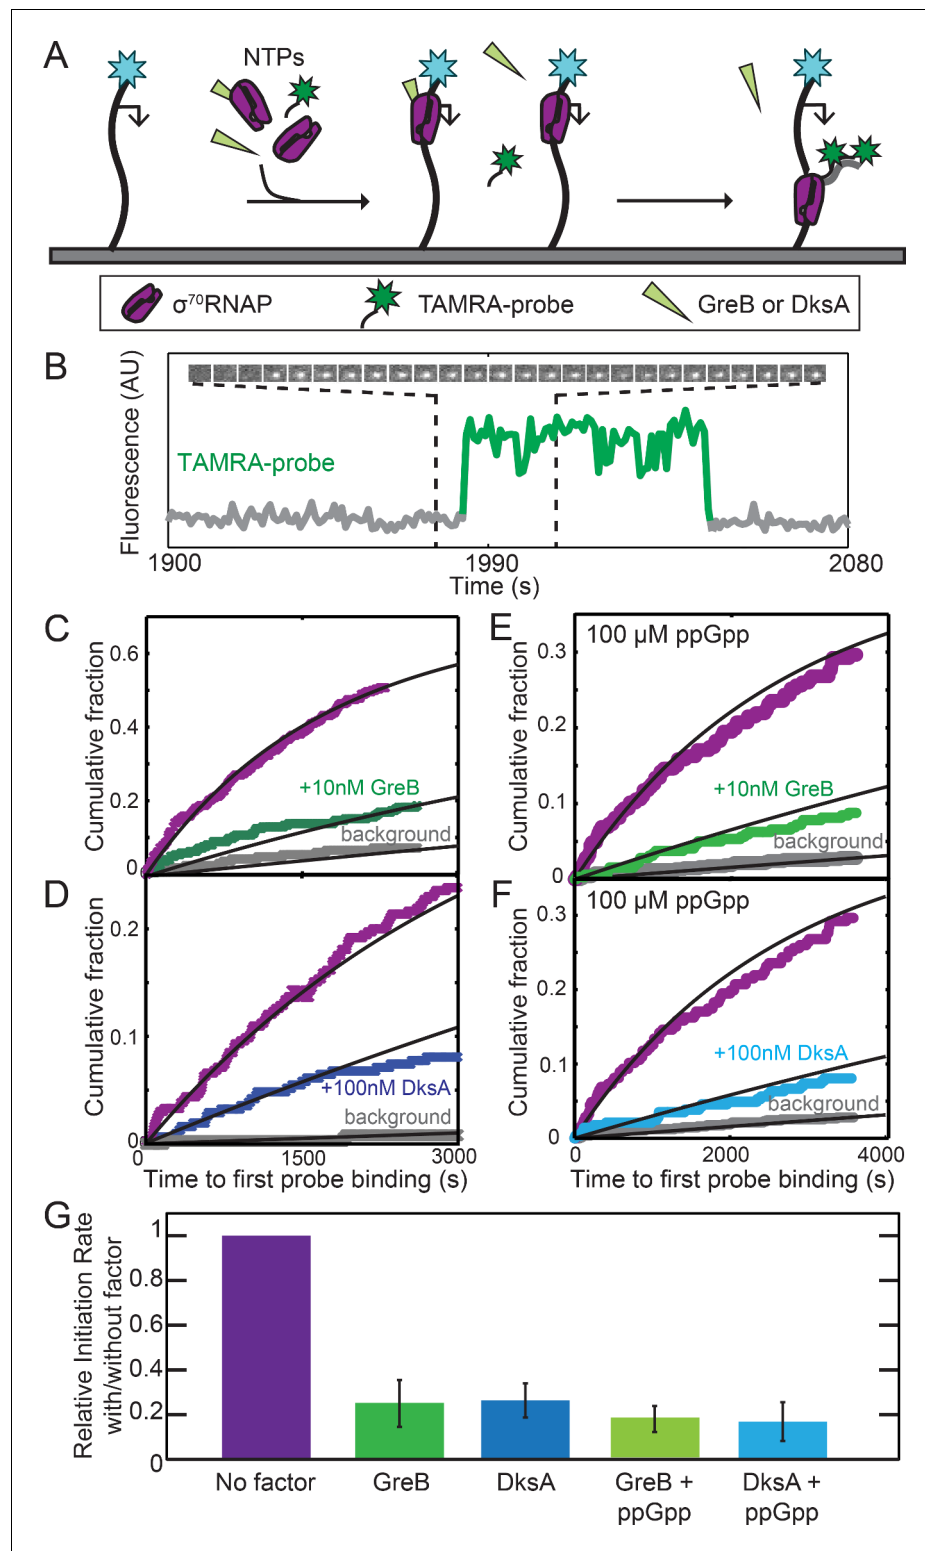 A
NTPs
σ70RNAP
TAMRA-probe
GreB or DksA
B
Fluorescence (AU)
TAMRA-probe
1900
1990
2080
Time (s)
C
Cumulative fraction
0.6
0.4
0.2
0
+10nM GreB
background
E
100 µM ppGpp
Cumulative fraction
0.3
0.2
0.1
0
+10nM GreB
background
D
Cumulative fraction
0.2
0.1
0
+100nM DksA
background
0
1500
3000
Time to first probe binding (s)
F
100 µM ppGpp
Cumulative fraction
0.3
0.2
0.1
0
+100nM DksA
background
0
2000
4000
Time to first probe binding (s)
G
Relative Initiation Rate
with/without factor
1
0.8
0.6
0.4
0.2
0
No factor
GreB
DksA
GreB +
ppGpp
DksA +
ppGpp